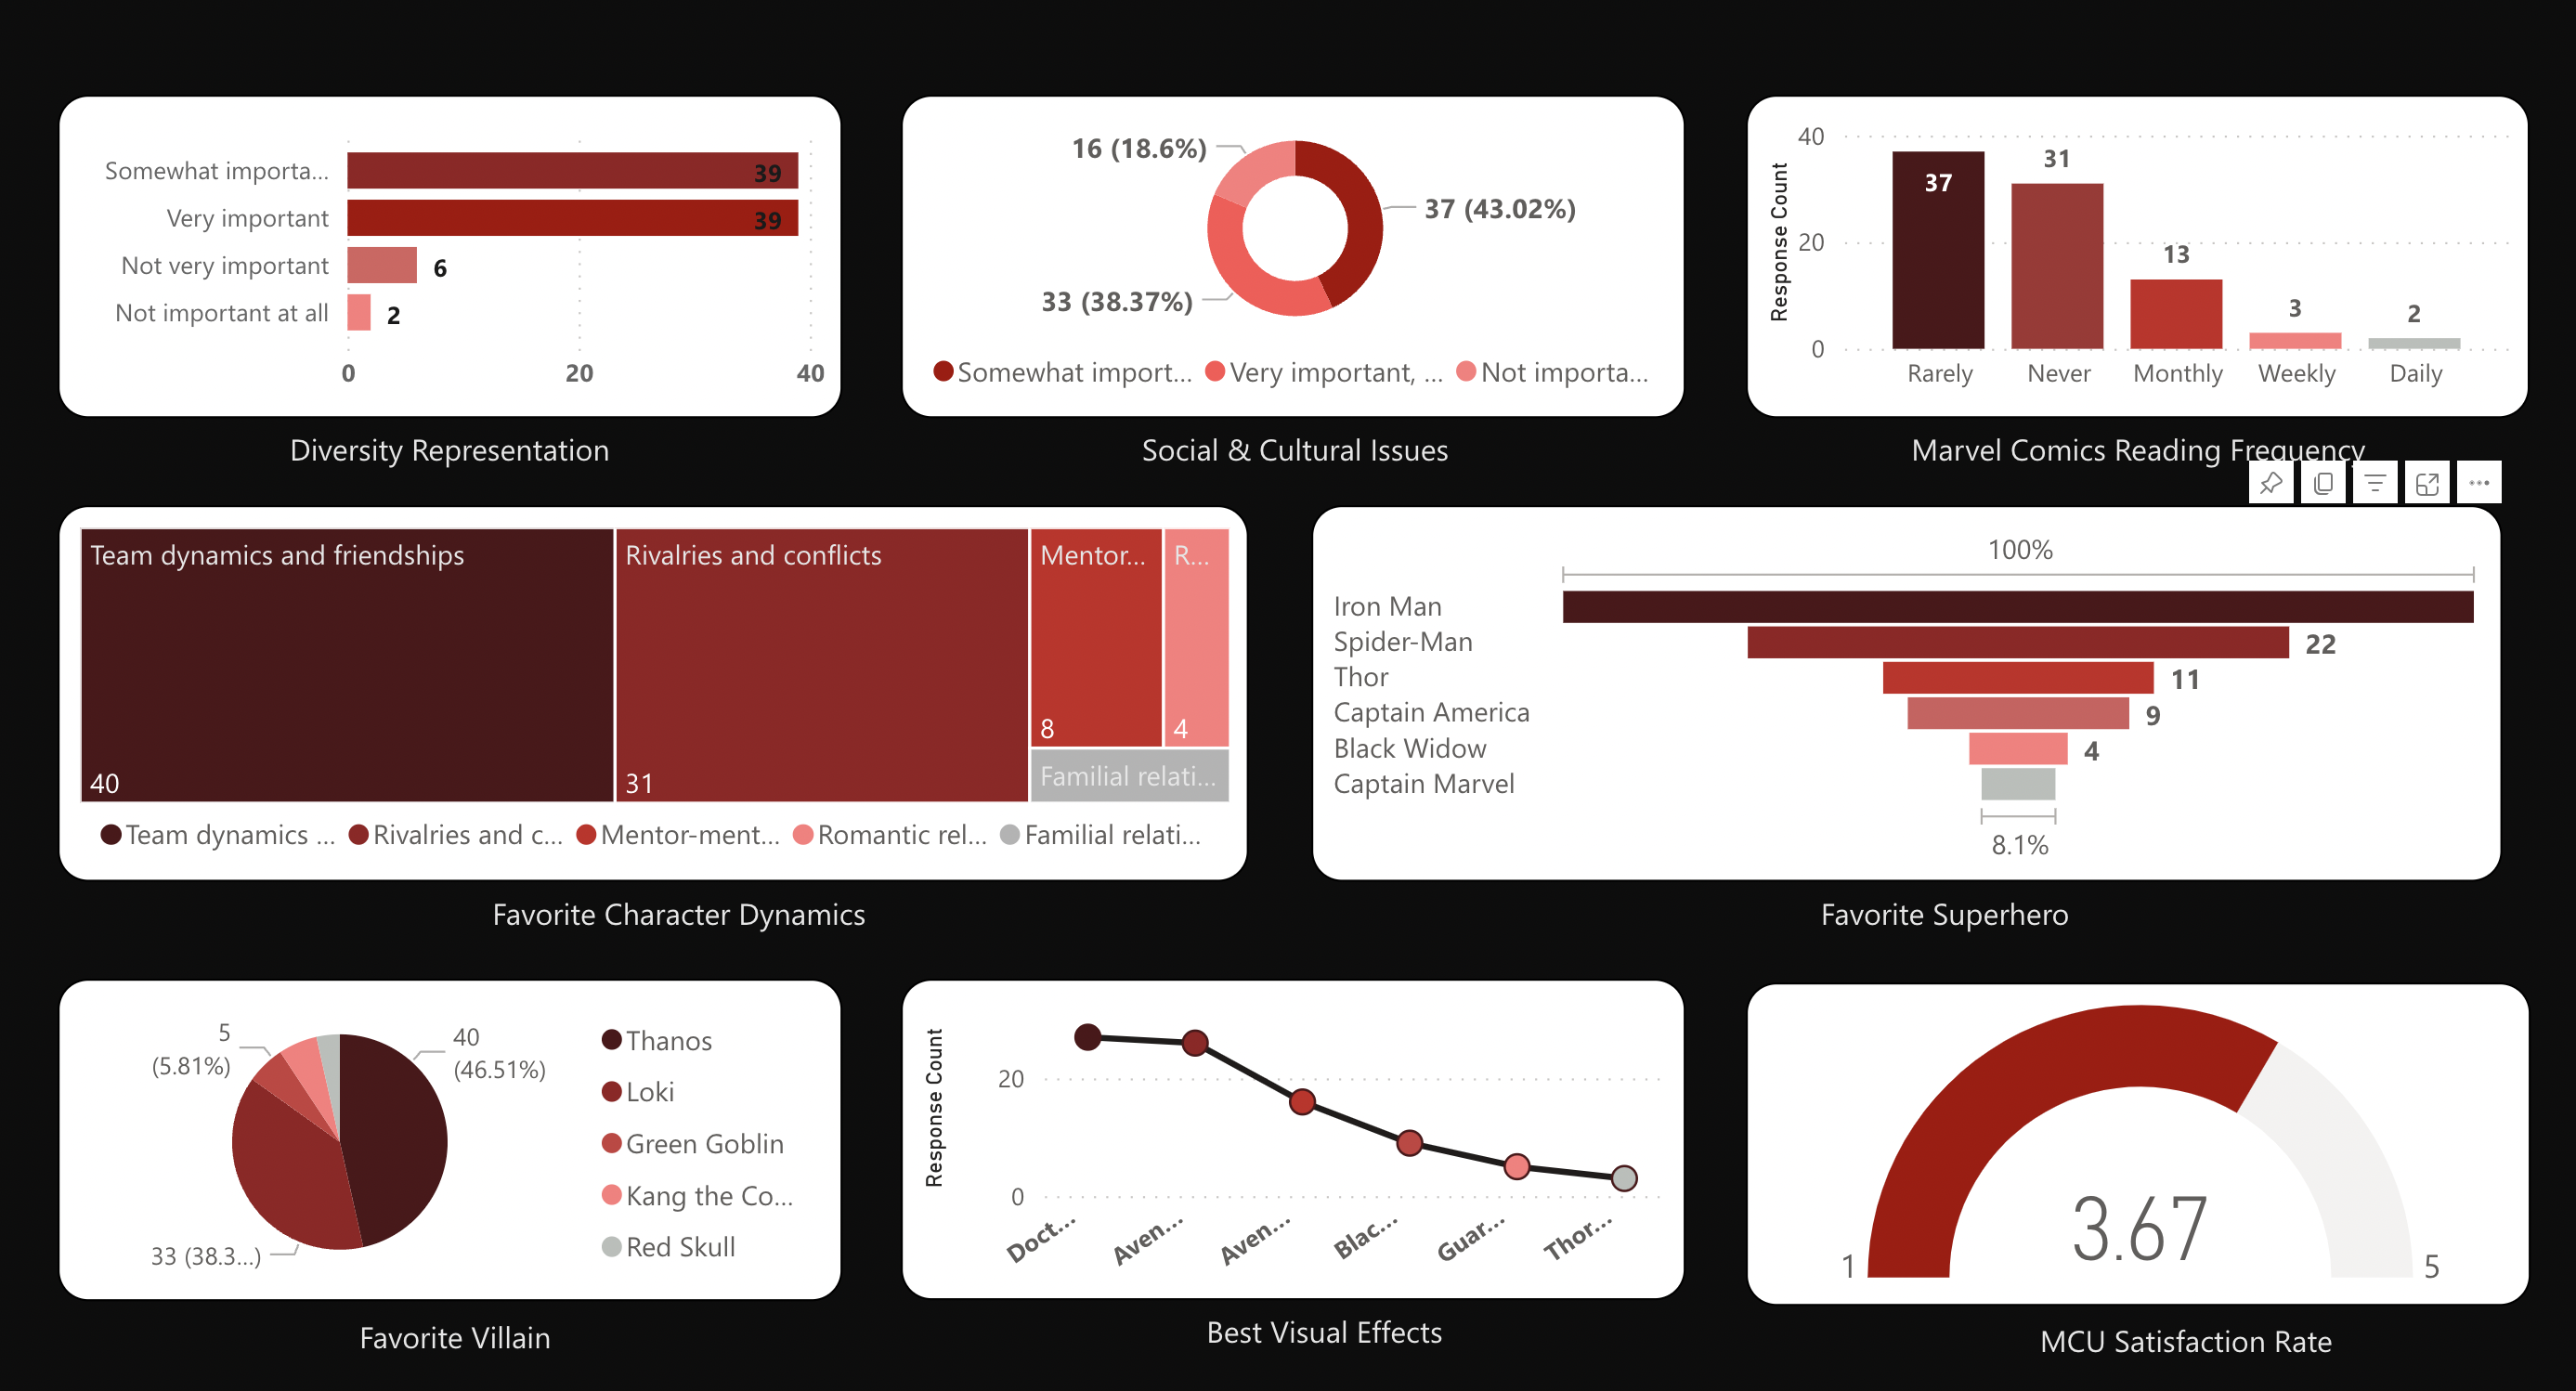 Somewhat importa...
39
Very important
39
Not very important
6
Not important at all
2
0 20 40
Diversity Representation
16 (18.6%)
37 (43.02%)
33 (38.37%)
Somewhat import... Very important, ... Not importa...
Social & Cultural Issues
Response Count
40
20
0
37
31
13
3
2
Rarely Never Monthly Weekly Daily
Marvel Comics Reading Frequency
Team dynamics and friendships
40
Rivalries and conflicts
31
Mentor...
8
R...
4
Familial relati...
Team dynamics ... Rivalries and c... Mentor-ment... Romantic rel... Familial relati...
Favorite Character Dynamics
100%
Iron Man
Spider-Man 22
Thor 11
Captain America 9
Black Widow 4
Captain Marvel
8.1%
Favorite Superhero
5
(5.81%)
40
(46.51%)
33 (38.3...)
Thanos
Loki
Green Goblin
Kang the Co...
Red Skull
Favorite Villain
Response Count
20
0
Doct... Aven... Aven... Blac... Guar... Thor...
Best Visual Effects
3.67
1
5
MCU Satisfaction Rate